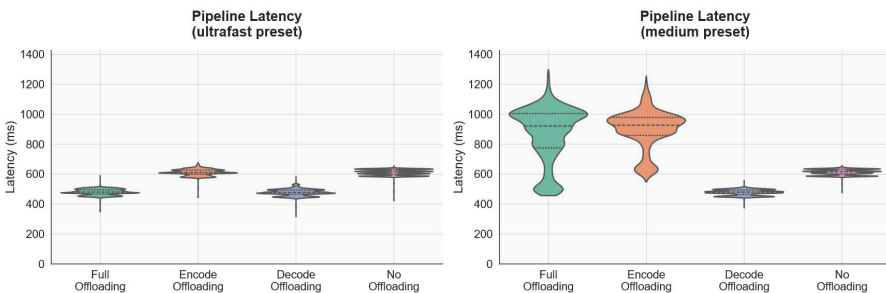 Pipeline Latency
(ultrafast preset)
1400
1200
1000
800
600
400
200
0
Latency (ms)
Full
Offloading
Encode
Offloading
Decode
Offloading
No
Offloading
Pipeline Latency
(medium preset)
1400
1200
1000
800
600
400
200
0
Latency (ms)
Full
Offloading
Encode
Offloading
Decode
Offloading
No
Offloading